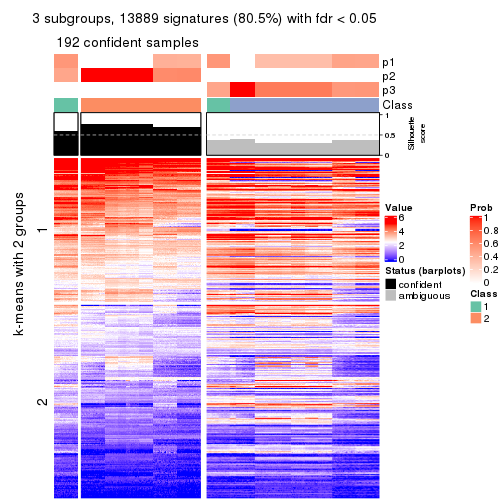 3 subgroups, 13889 signatures (80.5%) with fdr < 0.05
192 confident samples
p1
p2
p3
Class
1
0.5
0
Silhouette
score
k-means with 2 groups
1
2
Value
6
4
2
0
Status (barplots)
confident
ambiguous
Prob
1
0.8
0.6
0.4
0.2
0
Class
1
2